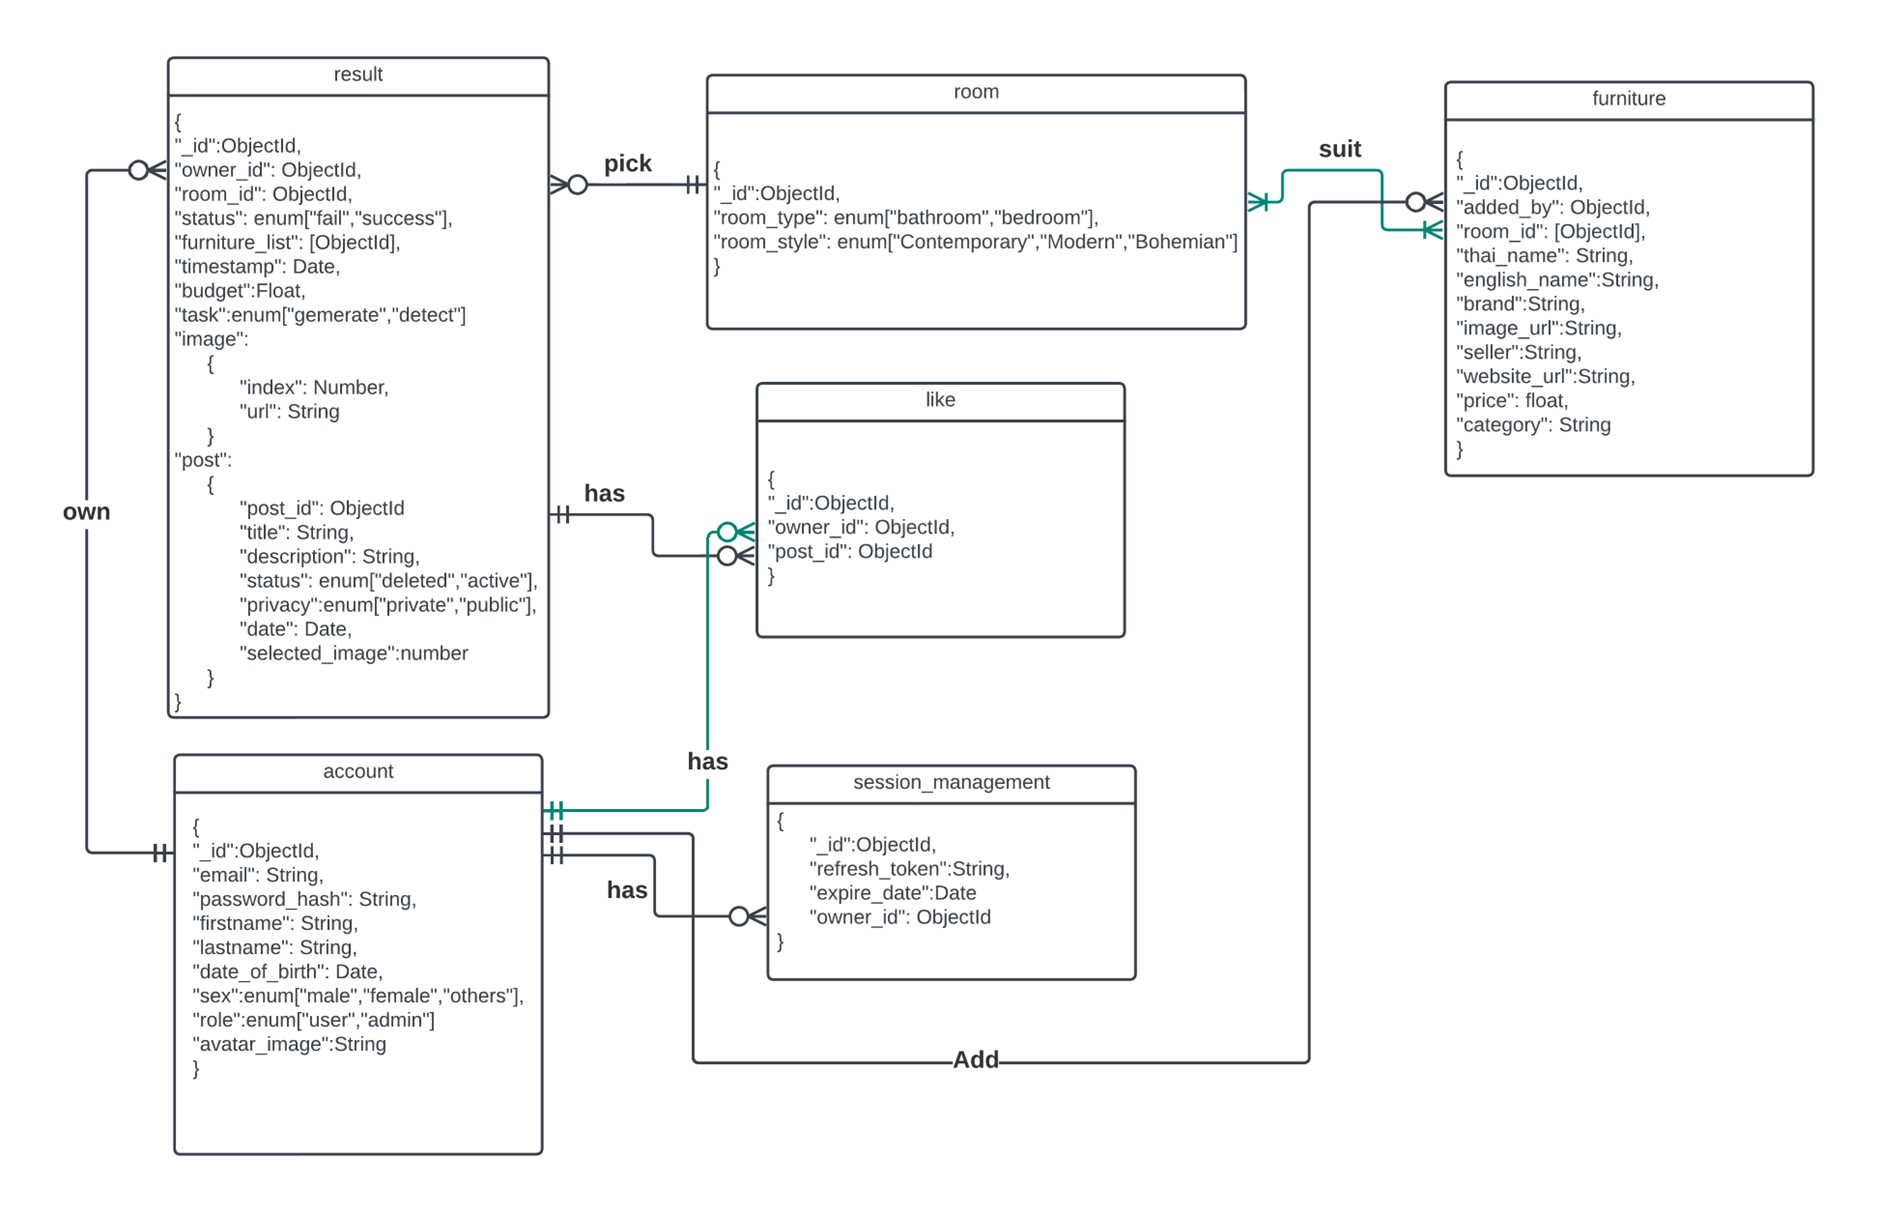 result
{
"_id":ObjectId,
"owner_id": ObjectId,
"room_id": ObjectId,
"status": enum["fail","success"],
"furniture_list": [ObjectId],
"timestamp": Date,
"budget":Float,
"task":enum["gemerate","detect"]
"image":
{
"index": Number,
"url": String
}
"post":
{
"post_id": ObjectId
"title": String,
"description": String,
"status": enum["deleted","active"],
"privacy":enum["private","public"],
"date": Date,
"selected_image":number
}
}
pick
room
{
"_id":ObjectId,
"room_type": enum["bathroom","bedroom"],
"room_style": enum["Contemporary","Modern","Bohemian"]
}
suit
furniture
{
"_id":ObjectId,
"added_by": ObjectId,
"room_id": [ObjectId],
"thai_name": String,
"english_name":String,
"brand":String,
"image_url":String,
"seller":String,
"website_url":String,
"price": float,
"category": String
}
has
like
{
"_id":ObjectId,
"owner_id": ObjectId,
"post_id": ObjectId
}
own
has
account
{
"_id":ObjectId,
"email": String,
"password_hash": String,
"firstname": String,
"lastname": String,
"date_of_birth": Date,
"sex":enum["male","female","others"],
"role":enum["user","admin"]
"avatar_image":String
}
has
session_management
{
"_id":ObjectId,
"refresh_token":String,
"expire_date":Date
"owner_id": ObjectId
}
Add